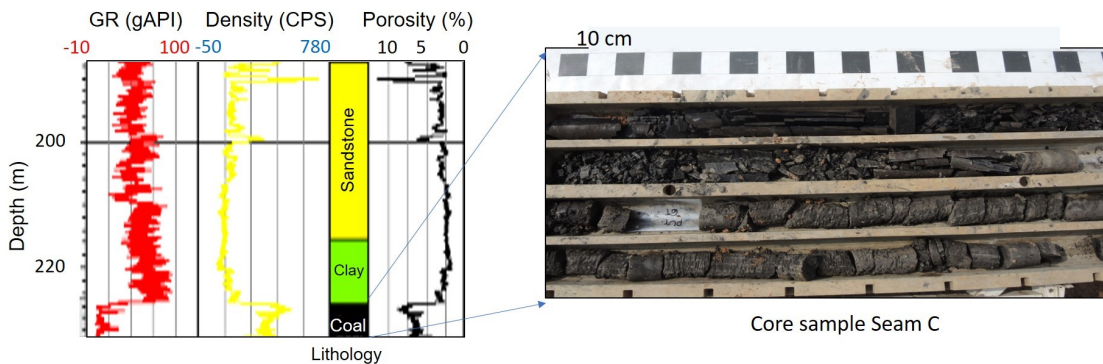 GR (gAPI) Density (CPS) Porosity (%)
-10 100 -50 780 10 5 0
10 cm
Depth (m)
200
220
Sandstone
Clay
Coal
Lithology
Core sample Seam C